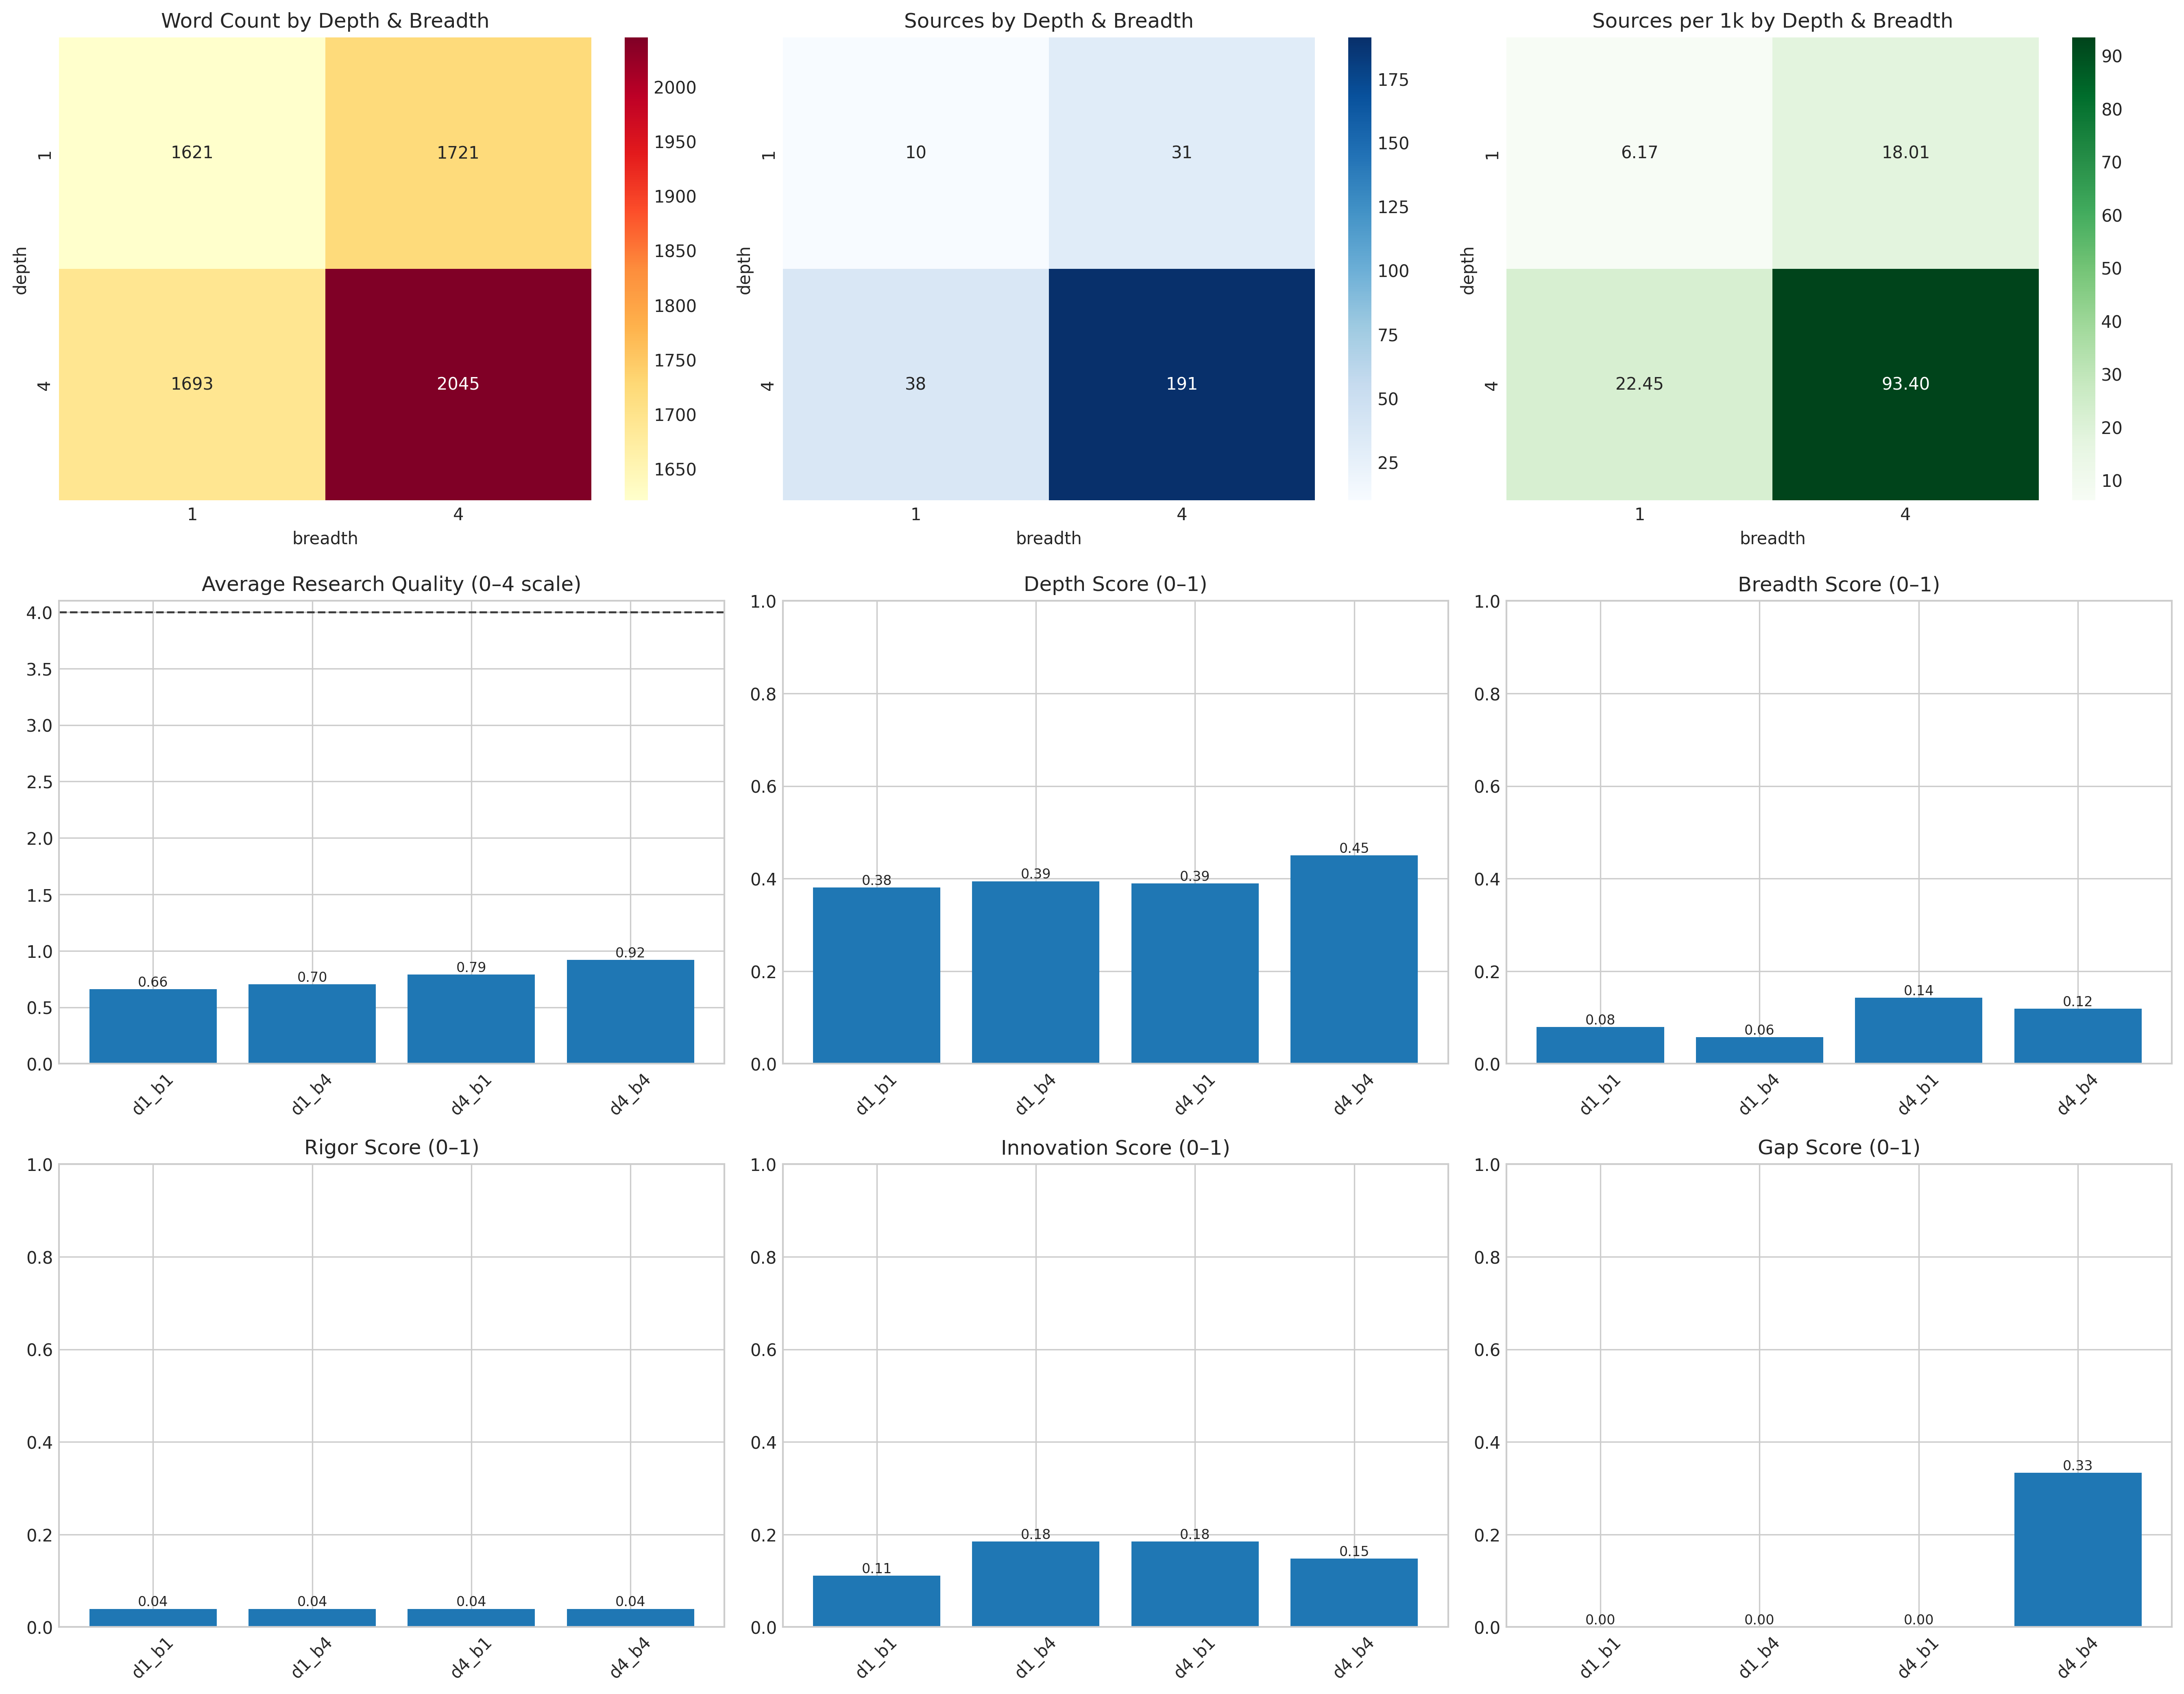 Word Count by Depth & Breadth
1621
1721
1693
2045
1
4
depth
1
4
breadth
2000
1950
1900
1850
1800
1750
1700
1650
Sources by Depth & Breadth
10
31
38
191
1
4
depth
1
4
breadth
175
150
125
100
75
50
25
Sources per 1k by Depth & Breadth
6.17
18.01
22.45
93.40
1
4
depth
1
4
breadth
90
80
70
60
50
40
30
20
10
Average Research Quality (0–4 scale)
4.0
3.5
3.0
2.5
2.0
1.5
1.0
0.5
0.0
0.66
0.70
0.79
0.92
d1_b1
d1_b4
d4_b1
d4_b4
Depth Score (0–1)
1.0
0.8
0.6
0.4
0.2
0.0
0.38
0.39
0.39
0.45
d1_b1
d1_b4
d4_b1
d4_b4
Breadth Score (0–1)
1.0
0.8
0.6
0.4
0.2
0.0
0.08
0.06
0.14
0.12
d1_b1
d1_b4
d4_b1
d4_b4
Rigor Score (0–1)
1.0
0.8
0.6
0.4
0.2
0.0
0.04
0.04
0.04
0.04
d1_b1
d1_b4
d4_b1
d4_b4
Innovation Score (0–1)
1.0
0.8
0.6
0.4
0.2
0.0
0.11
0.18
0.18
0.15
d1_b1
d1_b4
d4_b1
d4_b4
Gap Score (0–1)
1.0
0.8
0.6
0.4
0.2
0.0
0.00
0.00
0.00
0.33
d1_b1
d1_b4
d4_b1
d4_b4